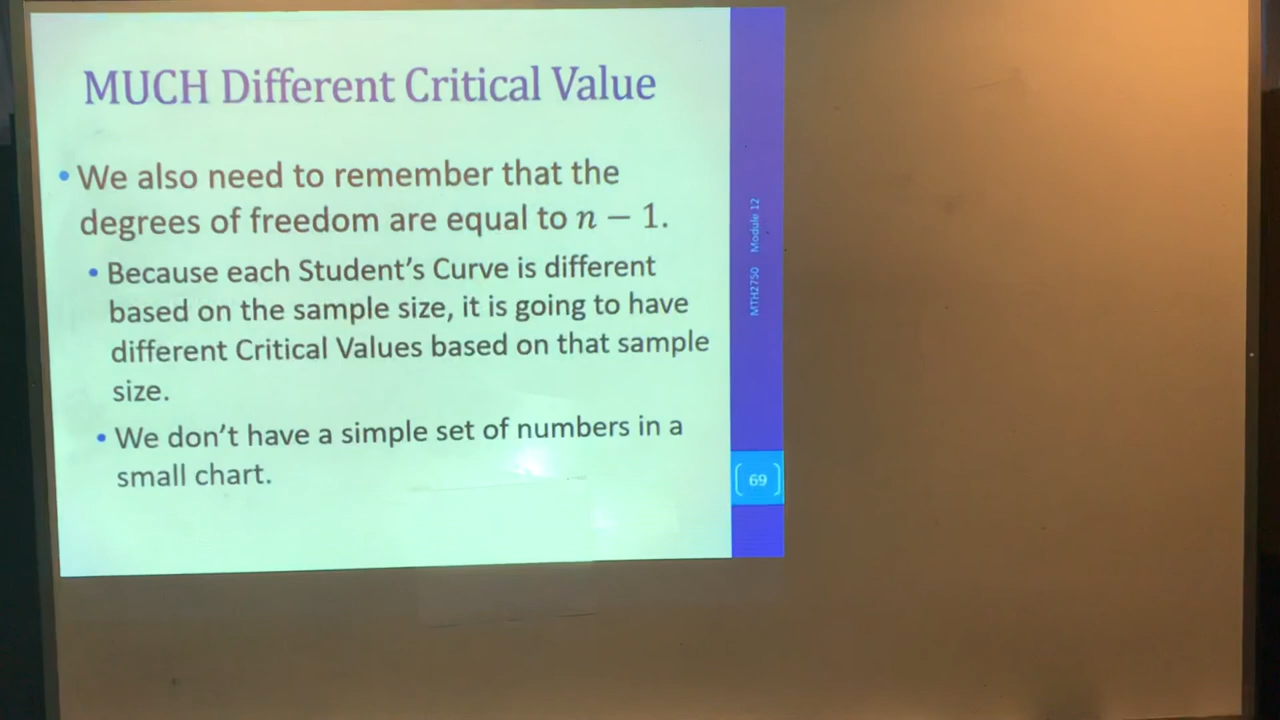 MUCH Different Critical Value
• We also need to remember that the
degrees of freedom are equal to n − 1.
• Because each Student’s Curve is different
based on the sample size, it is going to have
different Critical Values based on that sample
size.
• We don’t have a simple set of numbers in a
small chart.
MTH2750 Module 12
69